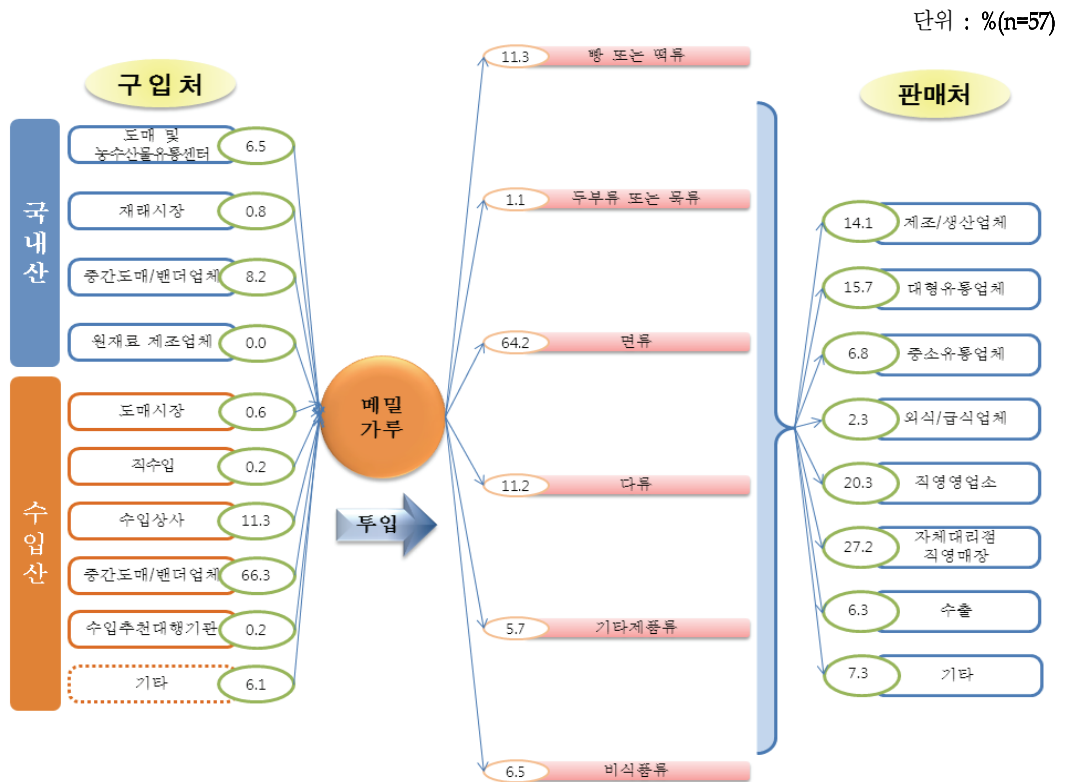 단위 : %(n=57)
구입처
국내산
도매 및
농수산물유통센터
6.5
재래시장
0.8
중간도매/밴더업체
8.2
원재료 제조업체
0.0
수입산
도매시장
0.6
직수입
0.2
수입상사
11.3
중간도매/밴더업체
66.3
수입추천대행기관
0.2
기타
6.1
메밀
가루
투입
11.3
빵 또는 떡류
1.1
두부류 또는 묵류
64.2
면류
11.2
다류
5.7
기타제품류
6.5
비식품류
판매처
14.1
제조/생산업체
15.7
대형유통업체
6.8
중소유통업체
2.3
외식/급식업체
20.3
직영영업소
27.2
자체대리점
직영매장
6.3
수출
7.3
기타